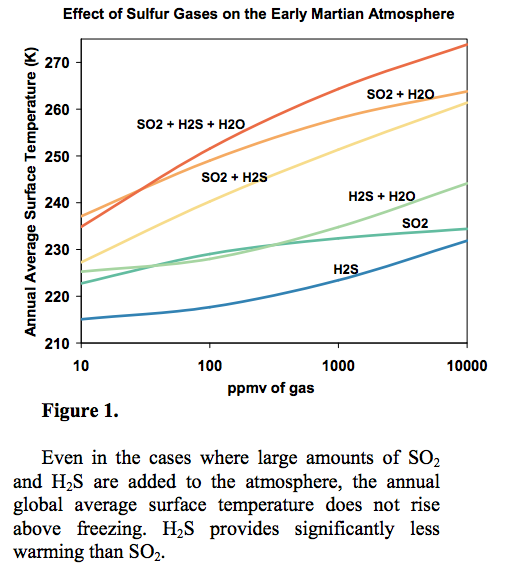 Effect of Sulfur Gases on the Early Martian Atmosphere
Annual Average Surface Temperature (K)
270
260
250
240
230
220
210
SO2 + H2O
SO2 + H2S + H2O
SO2 + H2S
H2S + H2O
SO2
H2S
10 100 1000 10000
ppmv of gas
Figure 1.
Even in the cases where large amounts of SO₂
and H₂S are added to the atmosphere, the annual
global average surface temperature does not rise
above freezing. H₂S provides significantly less
warming than SO₂.